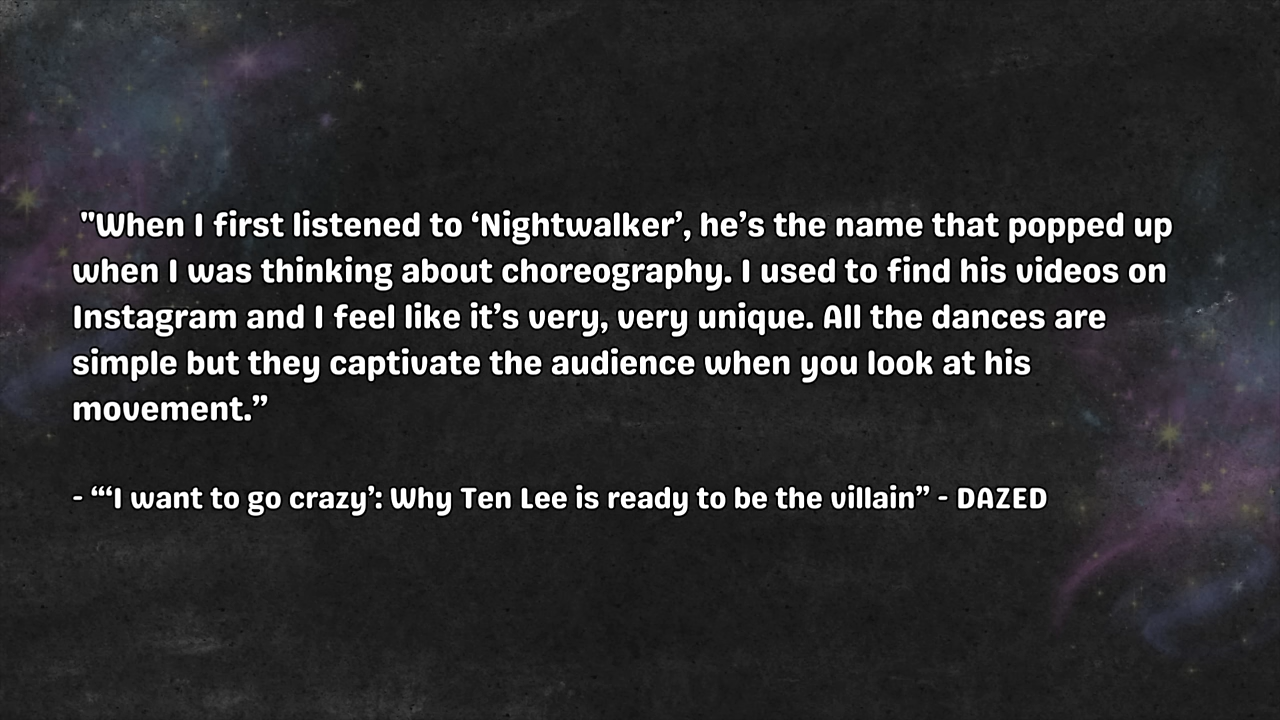 "When I first listened to ‘Nightwalker’, he’s the name that popped up
when I was thinking about choreography. I used to find his videos on
Instagram and I feel like it’s very, very unique. All the dances are
simple but they captivate the audience when you look at his
movement.”
- “‘I want to go crazy’: Why Ten Lee is ready to be the villain” - DAZED